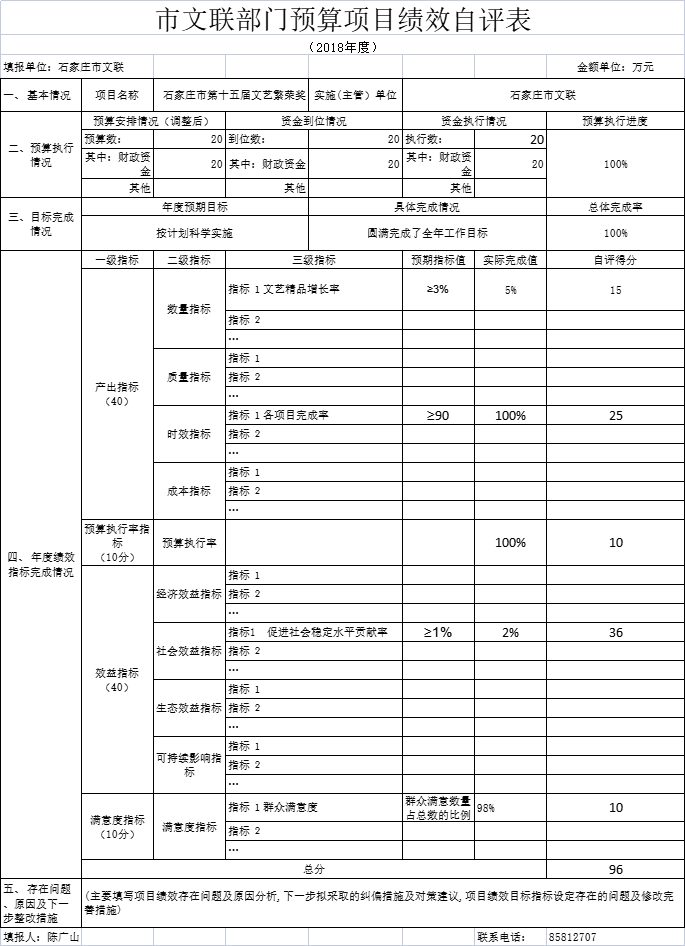 市文联部门预算项目绩效自评表
（2018年度）
填报单位：石家庄市文联 金额单位：万元
一、基本情况 项目名称 石家庄市第十五届文艺繁荣奖 实施(主管)单位 石家庄市文联
二、预算执行情况 预算安排情况（调整后） 资金到位情况 资金执行情况 预算执行进度
预算数： 20 到位数： 20 执行数： 20 100%
其中：财政资金 20 其中：财政资金 20 其中：财政资金 20
其他 其他 其他
三、目标完成情况 年度预期目标 具体完成情况 总体完成率
按计划科学实施 圆满完成了全年工作目标 100%
四、年度绩效指标完成情况 一级指标 二级指标 三级指标 预期指标值 实际完成值 自评得分
产出指标（40） 数量指标 指标 1文艺精品增长率 ≥3% 5% 15
指标 2
…
质量指标 指标 1
指标 2
…
时效指标 指标 1各项目完成率 ≥90 100% 25
指标 2
…
成本指标 指标 1
指标 2
…
预算执行率指标（10分） 预算执行率 100% 10
效益指标（40） 经济效益指标 指标 1
指标 2
…
社会效益指标 指标1 促进社会稳定水平贡献率 ≥1% 2% 36
指标 2
…
生态效益指标 指标 1
指标 2
…
可持续影响指标 指标 1
指标 2
…
满意度指标（10分） 满意度指标 指标 1群众满意度 群众满意数量占总数的比例 98% 10
指标 2
…
总分 96
五、存在问题、原因及下一步整改措施 (主要填写项目绩效存在问题及原因分析,下一步拟采取的纠偏措施及对策建议,项目绩效目标指标设定存在的问题及修改完善措施)
填报人：陈广山 联系电话： 85812707